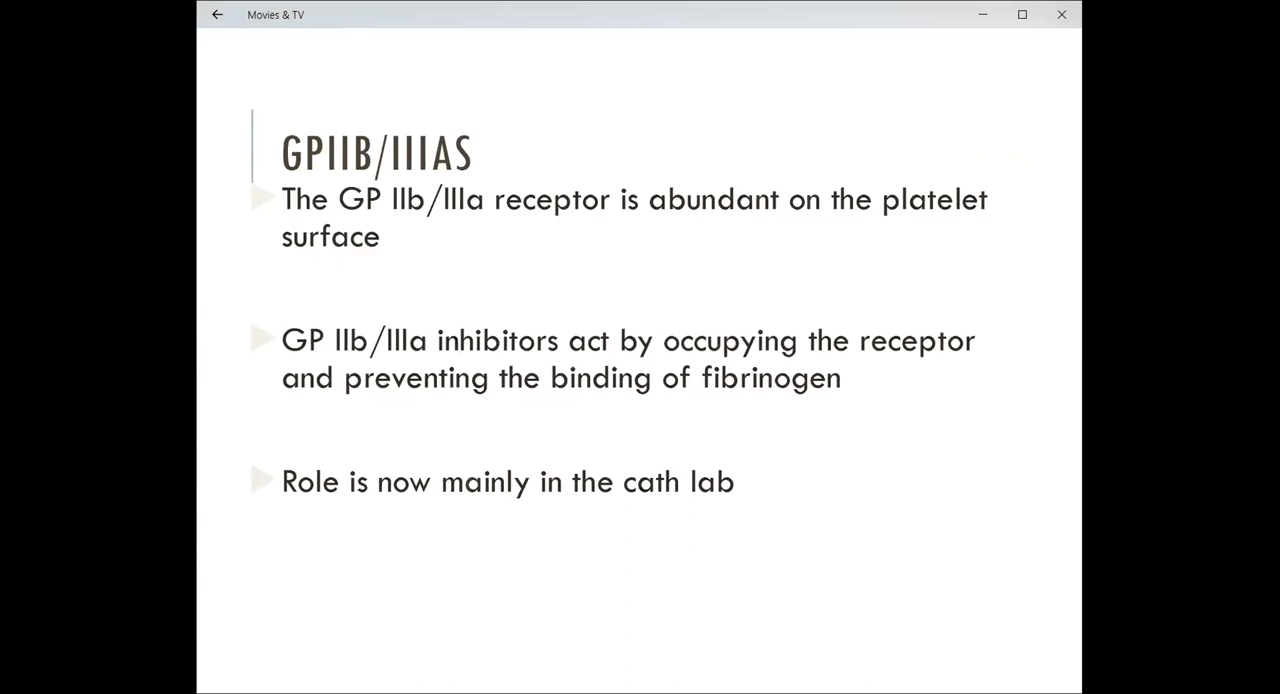 Movies & TV
GPIIB/IIIAS
The GP IIb/IIIa receptor is abundant on the platelet
surface
GP IIb/IIIa inhibitors act by occupying the receptor
and preventing the binding of fibrinogen
Role is now mainly in the cath lab